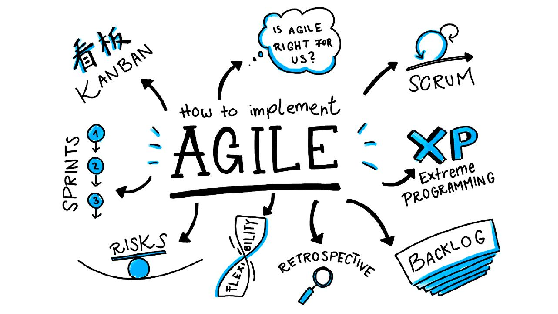 看板
KANBAN
IS AGILE
RIGHT FOR
US?
SCRUM
How to implement
AGILE
SPRINTS
1
2
3
XP
Extreme
PROGRAMMING
RISKS
FLEXIBILITY
RETROSPECTIVE
BACKLOG